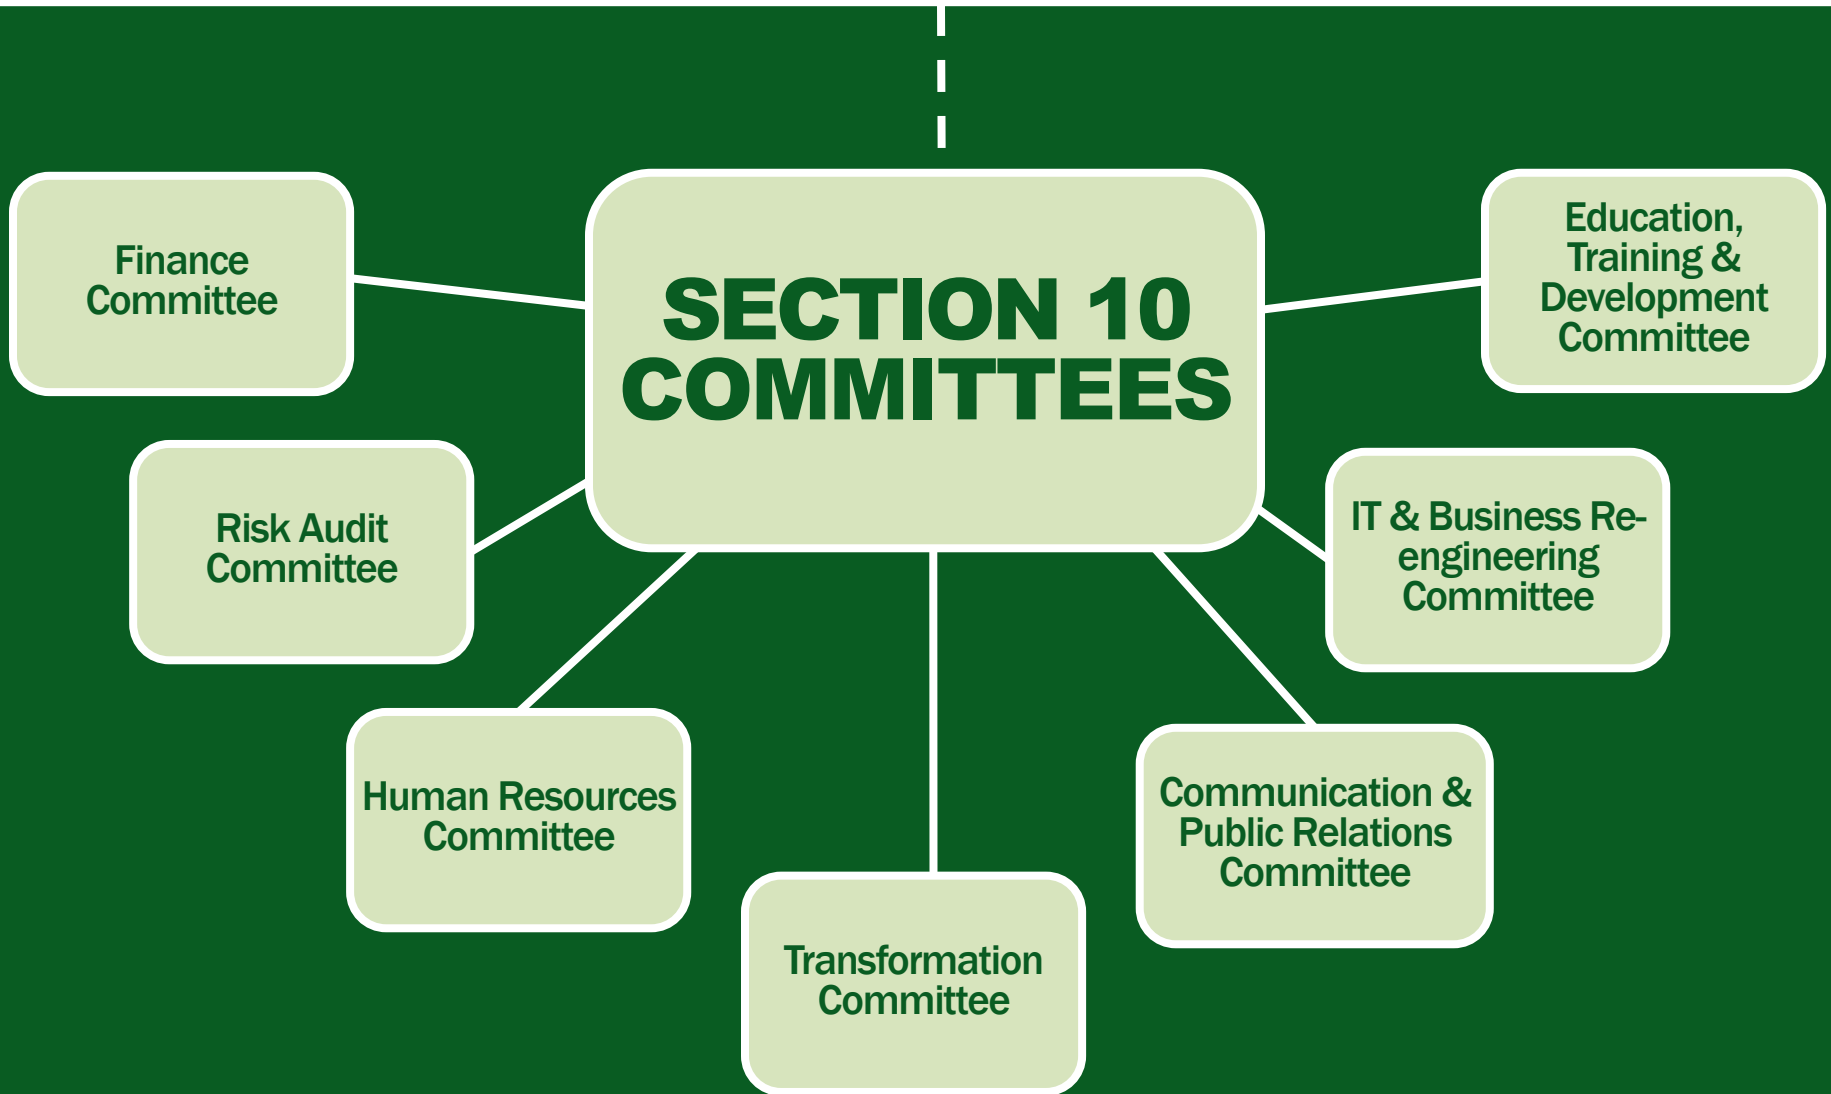 SECTION 10
COMMITTEES
Finance
Committee
Risk Audit
Committee
Human Resources
Committee
Transformation
Committee
Communication &
Public Relations
Committee
IT & Business Re-
engineering
Committee
Education,
Training &
Development
Committee